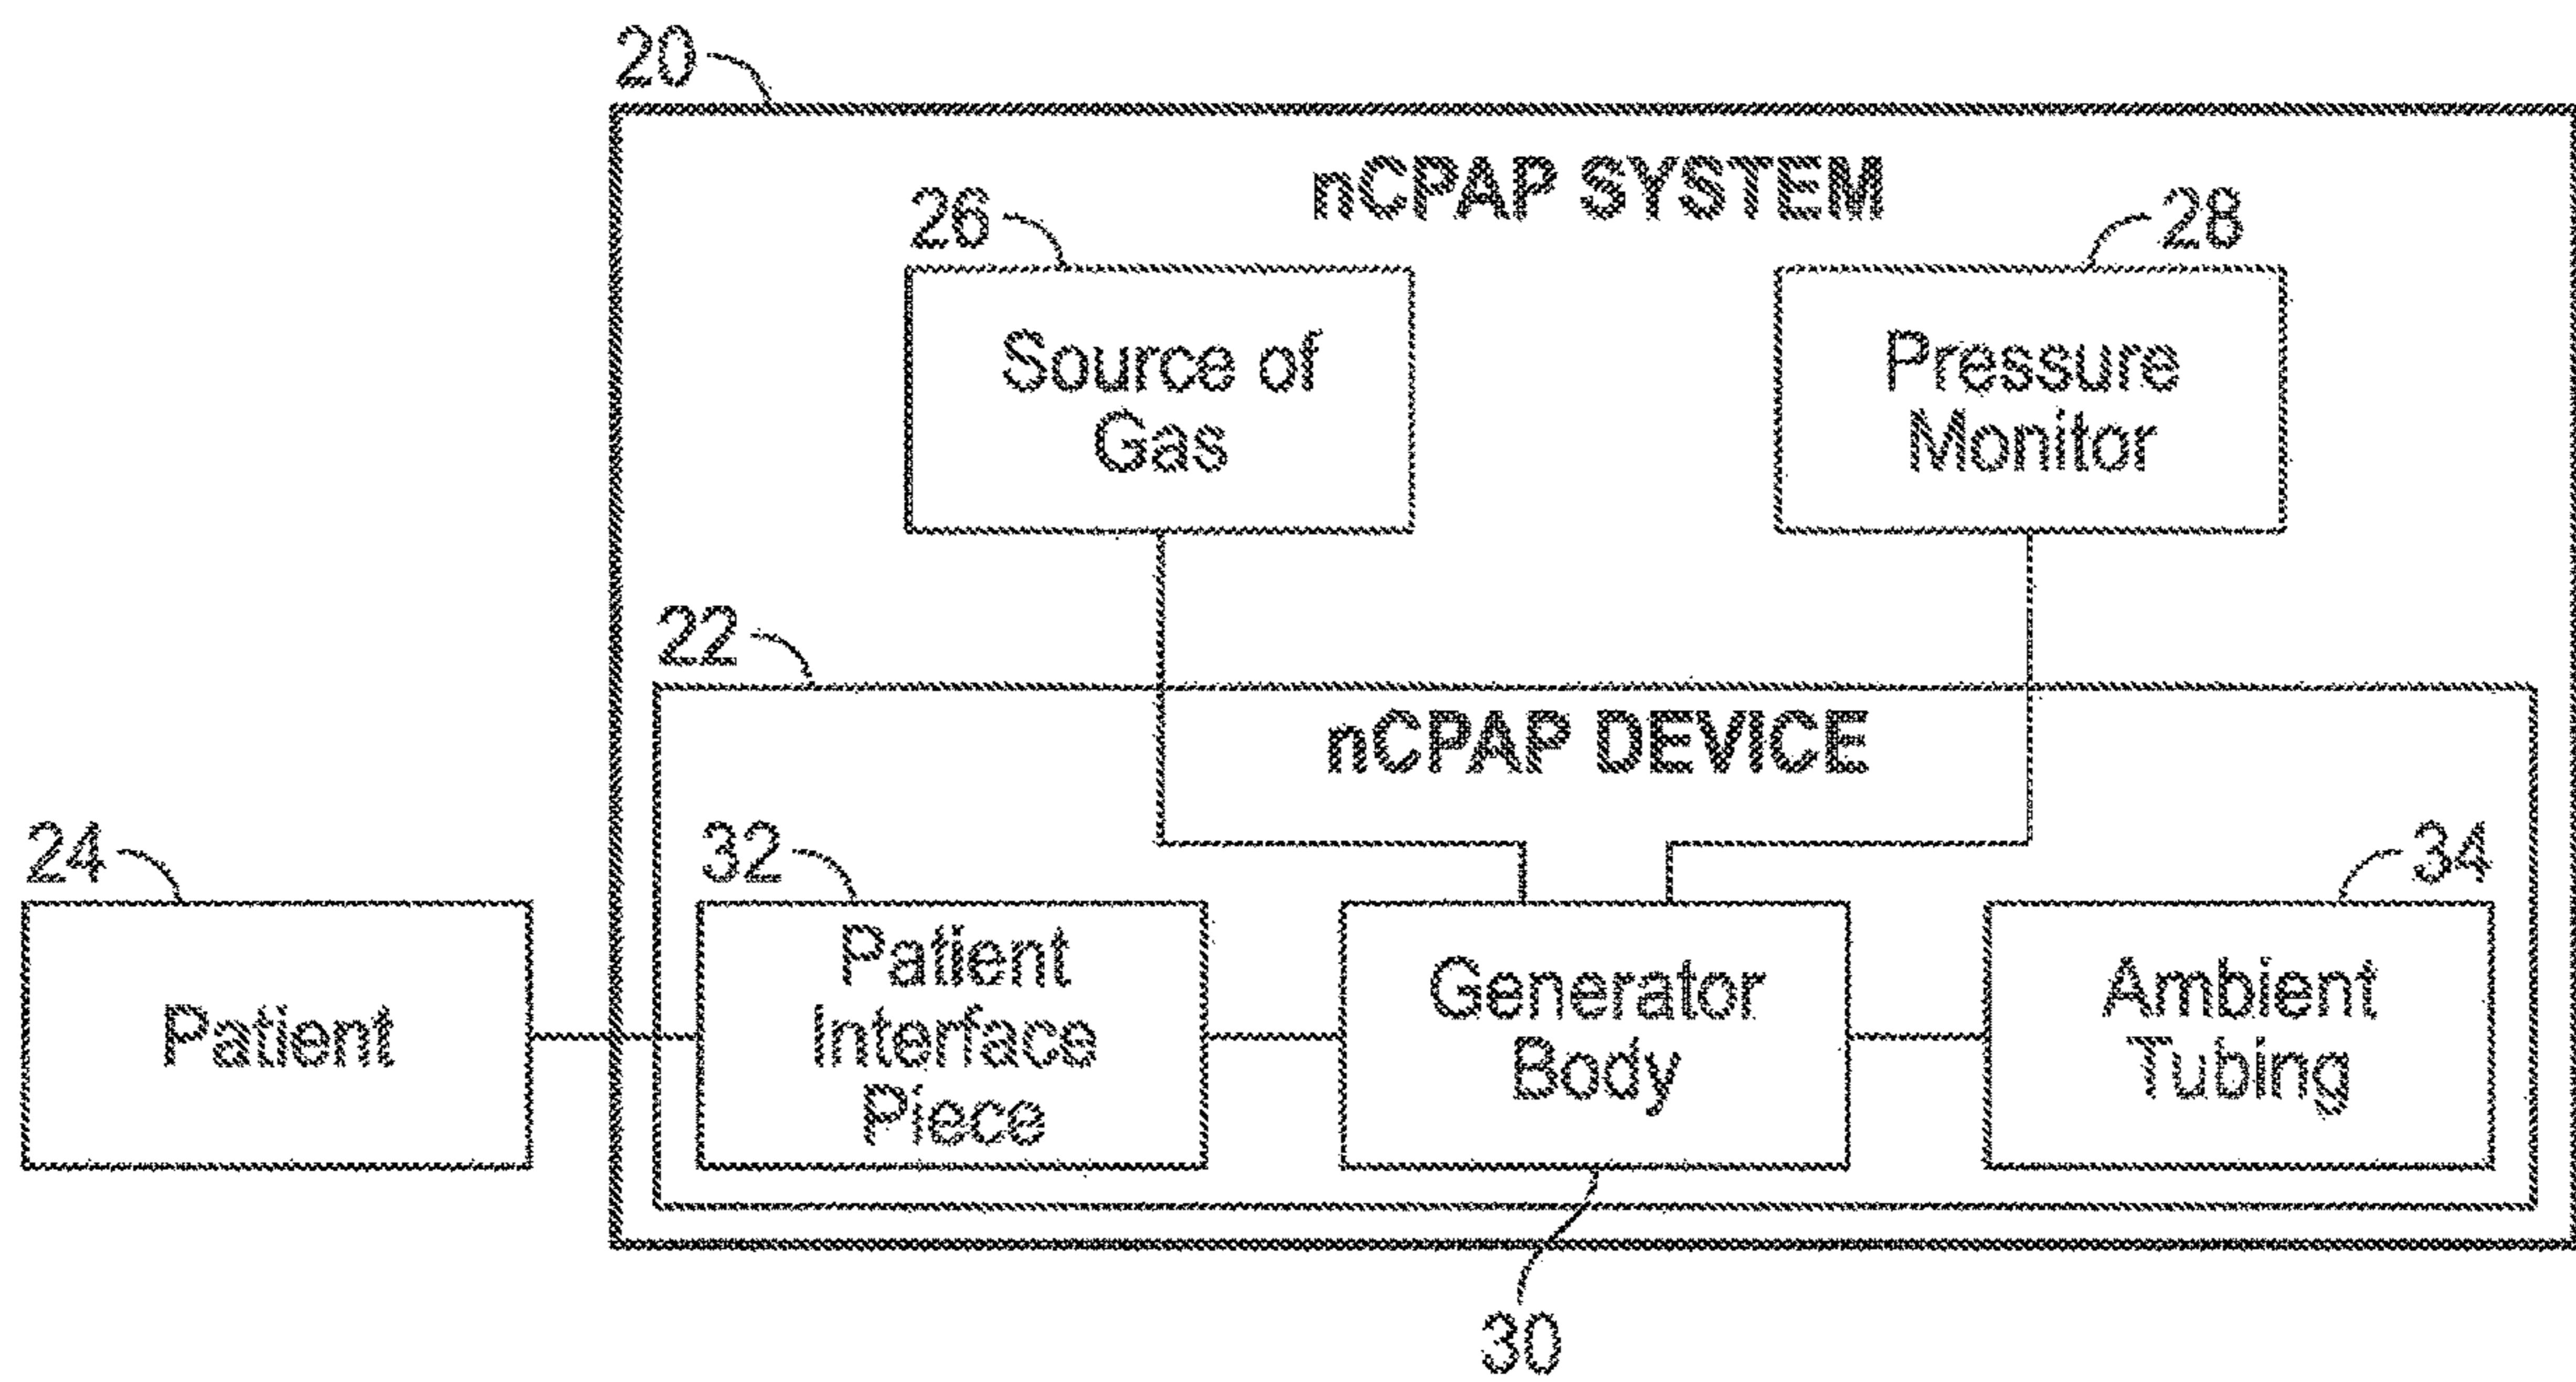 20
nCPAP SYSTEM
26
28
Source of
Gas
Pressure
Monitor
22
nCPAP DEVICE
24
32
34
Patient
Patient
Interface
Piece
Generator
Body
Ambient
Tubing
30